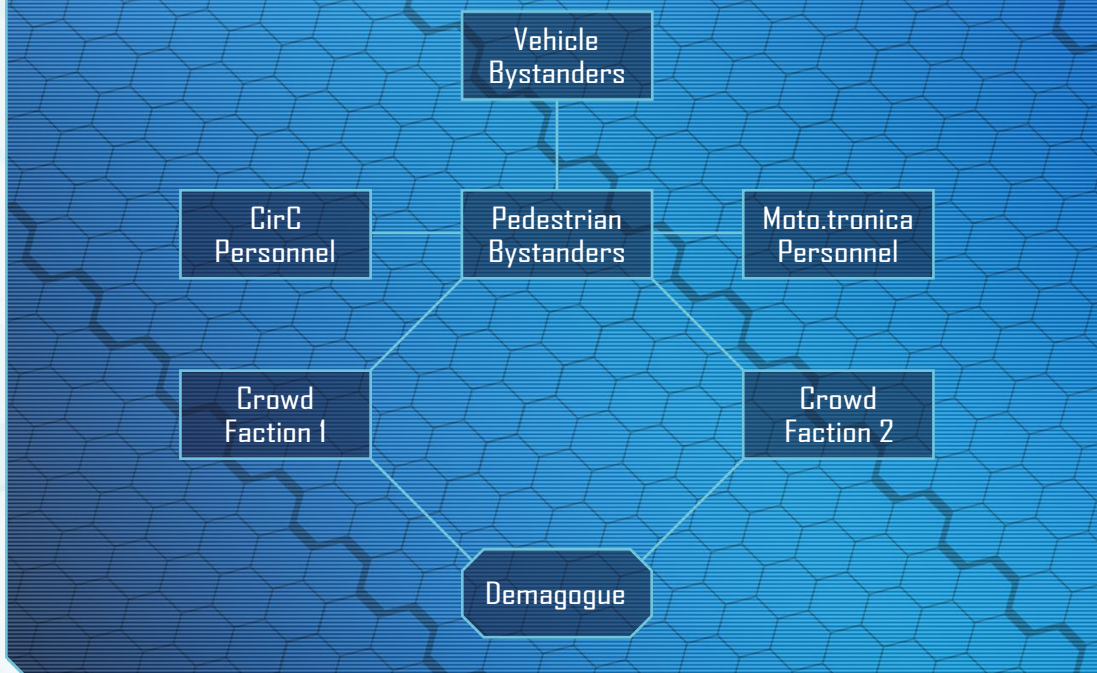 Vehicle
Bystanders
CirC
Personnel
Pedestrian
Bystanders
Moto.tronica
Personnel
Crowd
Faction 1
Crowd
Faction 2
Demagogue